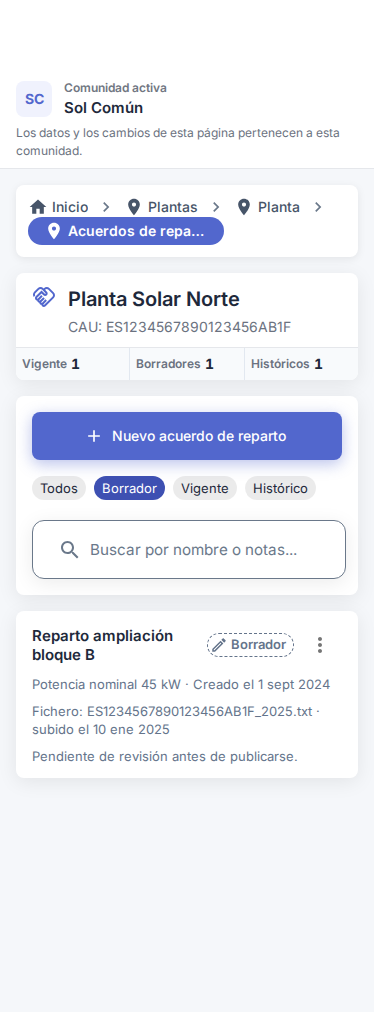 SC
Comunidad activa
Sol Común
Los datos y los cambios de esta página pertenecen a esta
comunidad.
Inicio
Plantas
Planta
Acuerdos de repa...
Planta Solar Norte
CAU: ES1234567890123456AB1F
Vigente 1
Borradores 1
Históricos 1
Nuevo acuerdo de reparto
Todos
Borrador
Vigente
Histórico
Buscar por nombre o notas...
Reparto ampliación
bloque B
Borrador
Potencia nominal 45 kW · Creado el 1 sept 2024
Fichero: ES1234567890123456AB1F_2025.txt ·
subido el 10 ene 2025
Pendiente de revisión antes de publicarse.